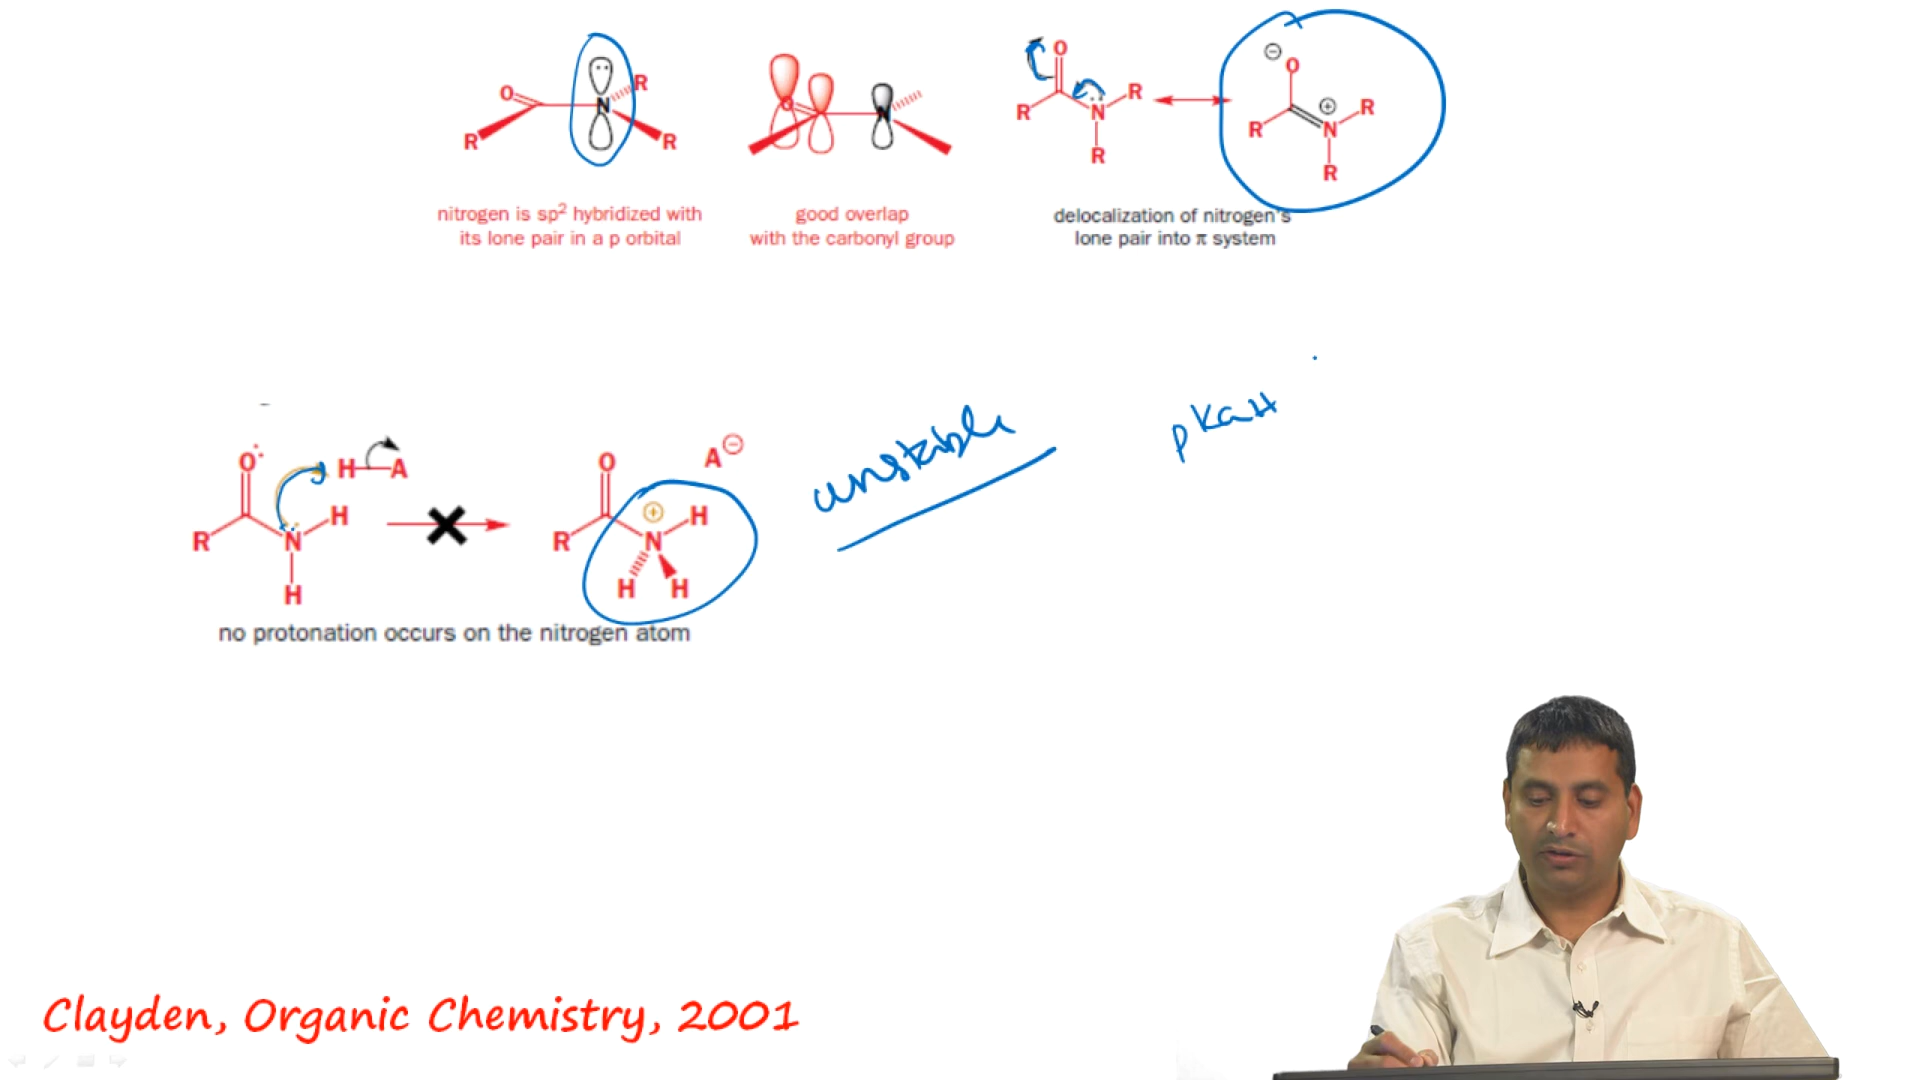 O N R R
nitrogen is sp² hybridized with
its lone pair in a p orbital
R
O N
good overlap
with the carbonyl group
O R N R R
⊖ O R ⊕ N R R
delocalization of nitrogen's
lone pair into π system
O H—A
R N H
H
O A⊖
R ⊕ N H
H H
no protonation occurs on the nitrogen atom
unstable
pKaH
Clayden, Organic Chemistry, 2001